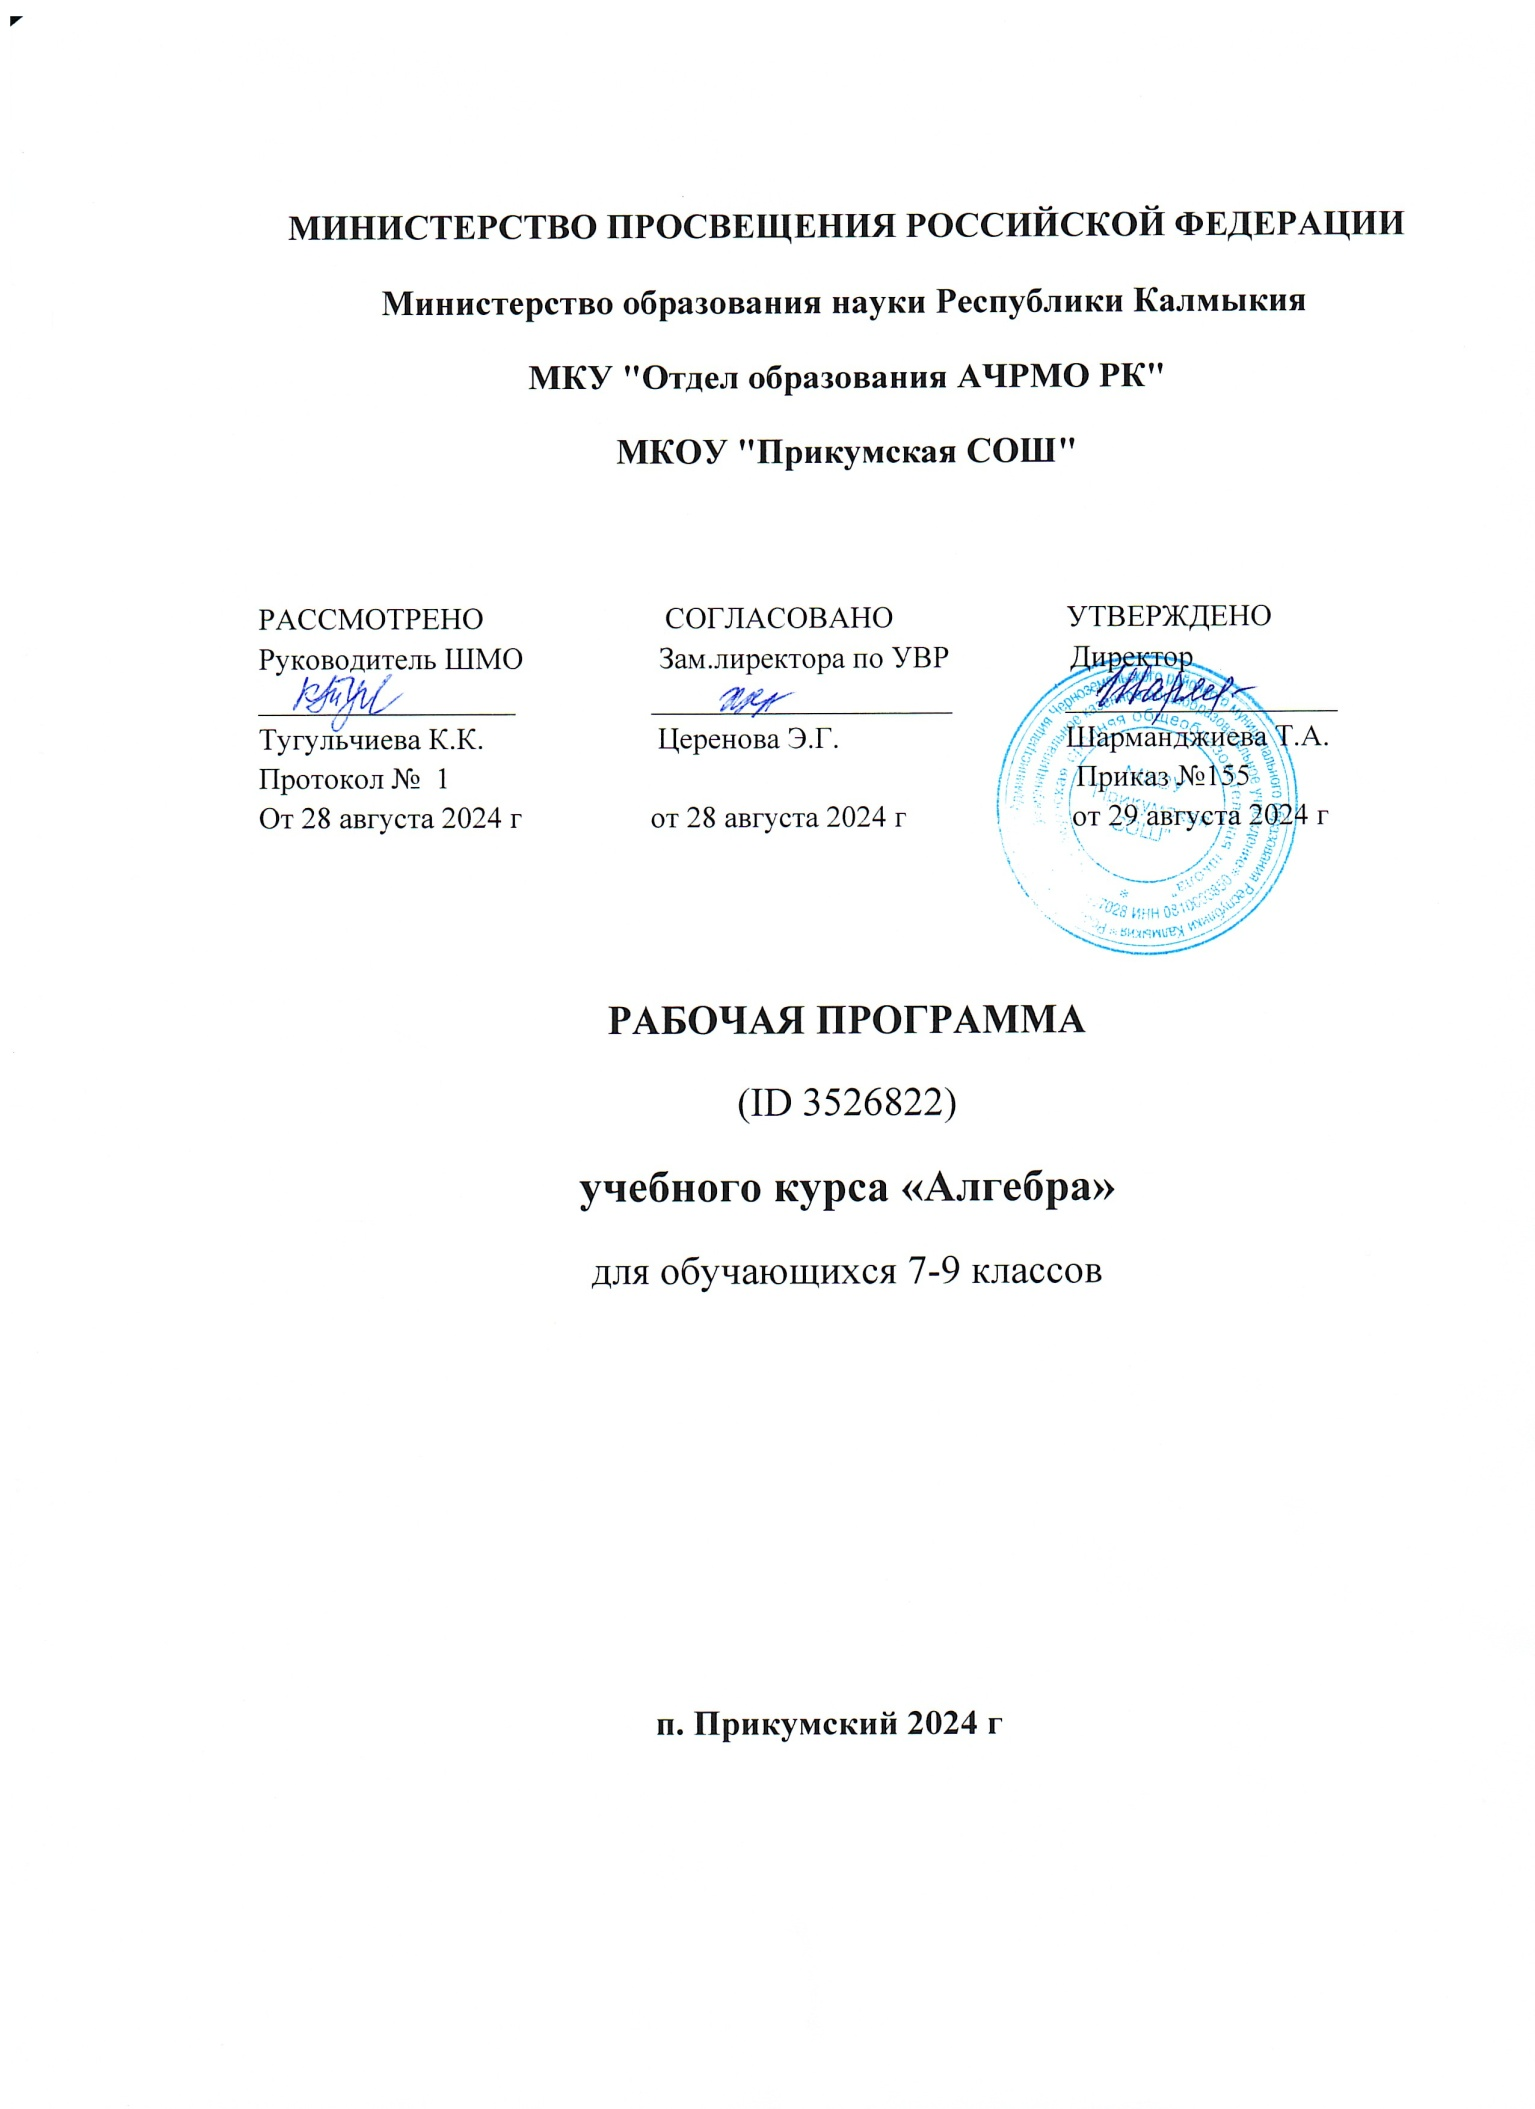 МИНИСТЕРСТВО ПРОСВЕЩЕНИЯ РОССИЙСКОЙ ФЕДЕРАЦИИ
Министерство образования науки Республики Калмыкия
МКУ "Отдел образования АЧРМО РК"
МКОУ "Прикумская СОШ"
РАССМОТРЕНО
Руководитель ШМО
Тугульчиева К.К.
Протокол № 1
От 28 августа 2024 г
СОГЛАСОВАНО
Зам.лиректора по УВР
Церенова Э.Г.
от 28 августа 2024 г
УТВЕРЖДЕНО
Директор
Шарманджиева Т.А.
Приказ №155
от 29 августа 2024 г
РАБОЧАЯ ПРОГРАММА
(ID 3526822)
учебного курса «Алгебра»
для обучающихся 7-9 классов
п. Прикумский 2024 г